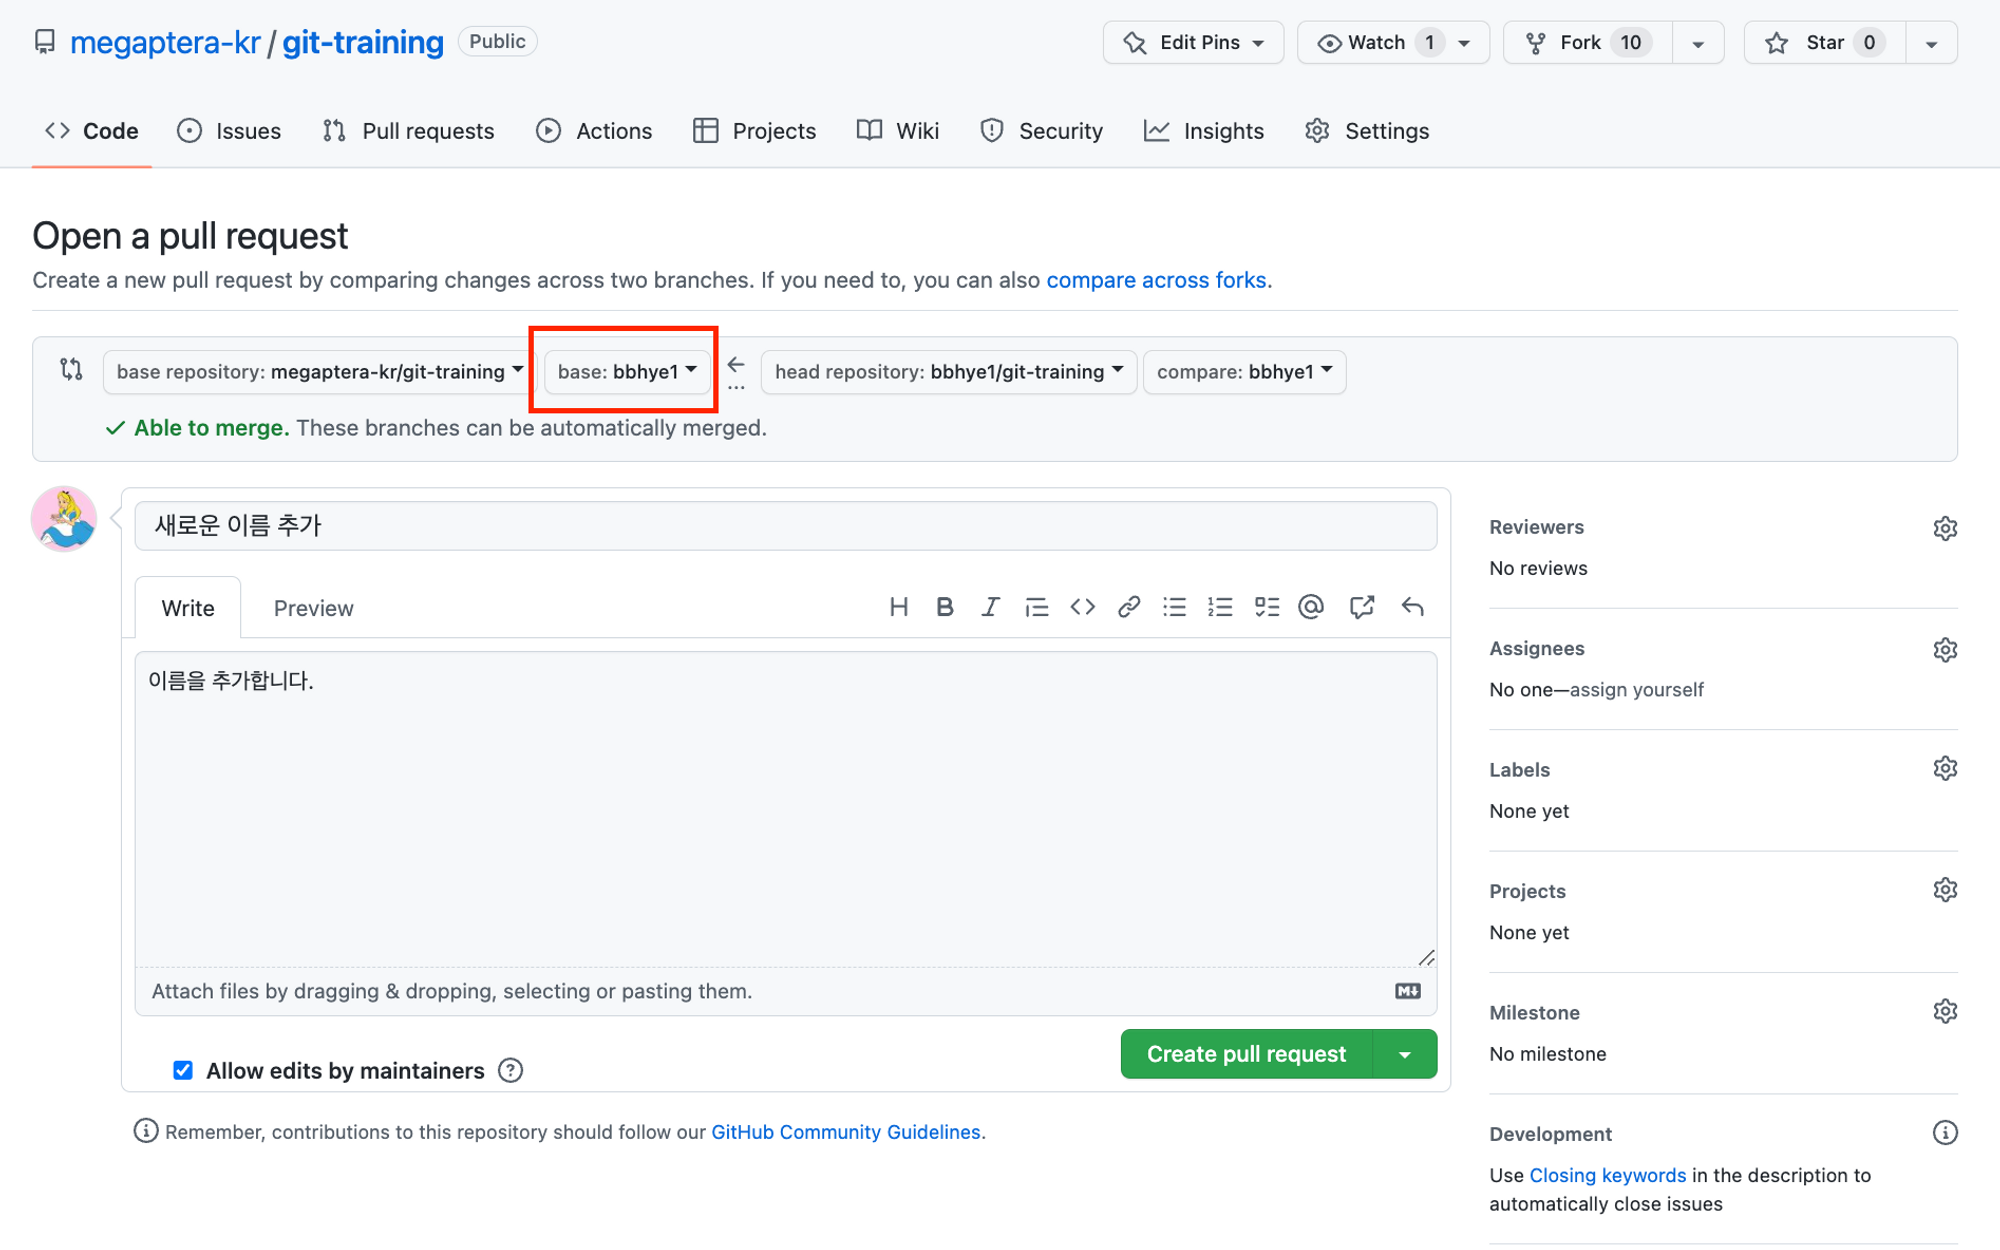 megaptera-kr / git-training Public Edit Pins Watch 1 Fork 10 Star 0
Code Issues Pull requests Actions Projects Wiki Security Insights Settings
Open a pull request
Create a new pull request by comparing changes across two branches. If you need to, you can also compare across forks.
base repository: megaptera-kr/git-training base: bbhye1 ← ... head repository: bbhye1/git-training compare: bbhye1
Able to merge. These branches can be automatically merged.
새로운 이름 추가
Write Preview
이름을 추가합니다.
Attach files by dragging & dropping, selecting or pasting them.
Allow edits by maintainers
Create pull request
Remember, contributions to this repository should follow our GitHub Community Guidelines.
Reviewers
No reviews
Assignees
No one—assign yourself
Labels
None yet
Projects
None yet
Milestone
No milestone
Development
Use Closing keywords in the description to
automatically close issues